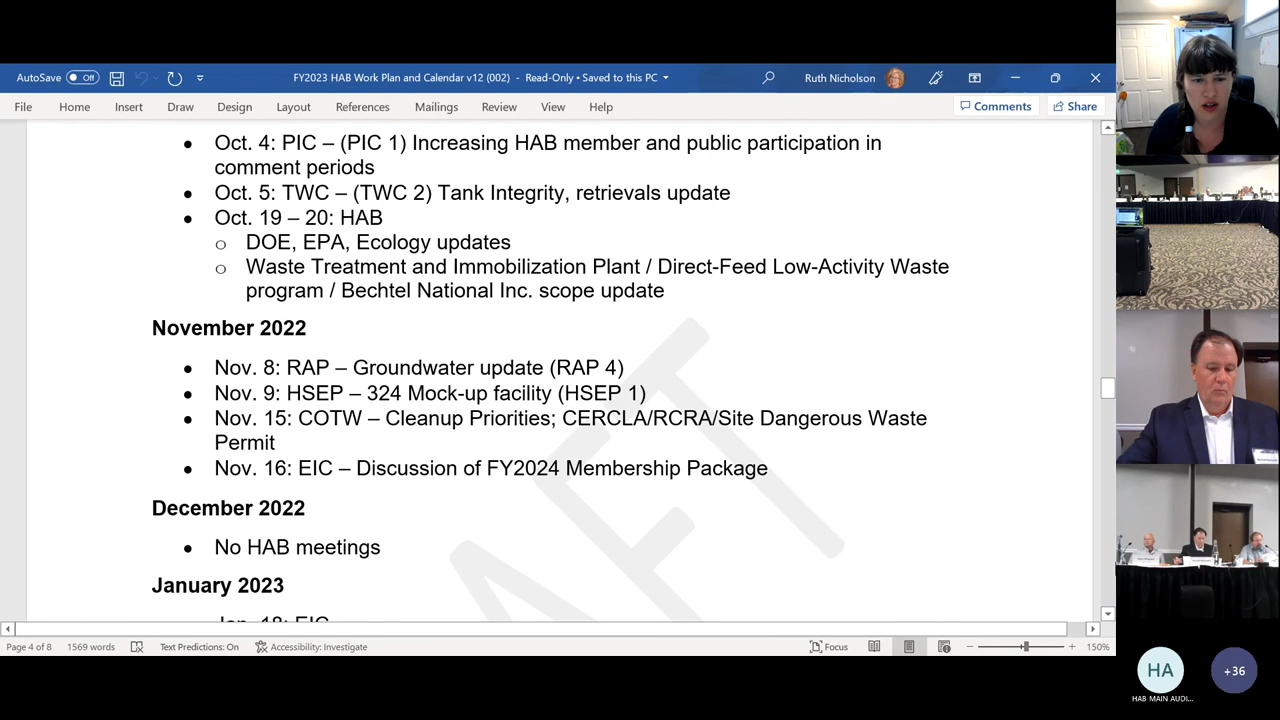 AutoSave Off
FY2023 HAB Work Plan and Calendar v12 (002) - Read-Only • Saved to this PC
Ruth Nicholson
File Home Insert Draw Design Layout References Mailings Review View Help
Comments Share
• Oct. 4: PIC – (PIC 1) Increasing HAB member and public participation in
comment periods
• Oct. 5: TWC – (TWC 2) Tank Integrity, retrievals update
• Oct. 19 – 20: HAB
o DOE, EPA, Ecology updates
o Waste Treatment and Immobilization Plant / Direct-Feed Low-Activity Waste
program / Bechtel National Inc. scope update
November 2022
• Nov. 8: RAP – Groundwater update (RAP 4)
• Nov. 9: HSEP – 324 Mock-up facility (HSEP 1)
• Nov. 15: COTW – Cleanup Priorities; CERCLA/RCRA/Site Dangerous Waste
Permit
• Nov. 16: EIC – Discussion of FY2024 Membership Package
December 2022
• No HAB meetings
January 2023
Jan. 18: EIC
Page 4 of 8 1569 words Text Predictions: On Accessibility: Investigate Focus 150%
HA
HAB MAIN AUDI...
+36